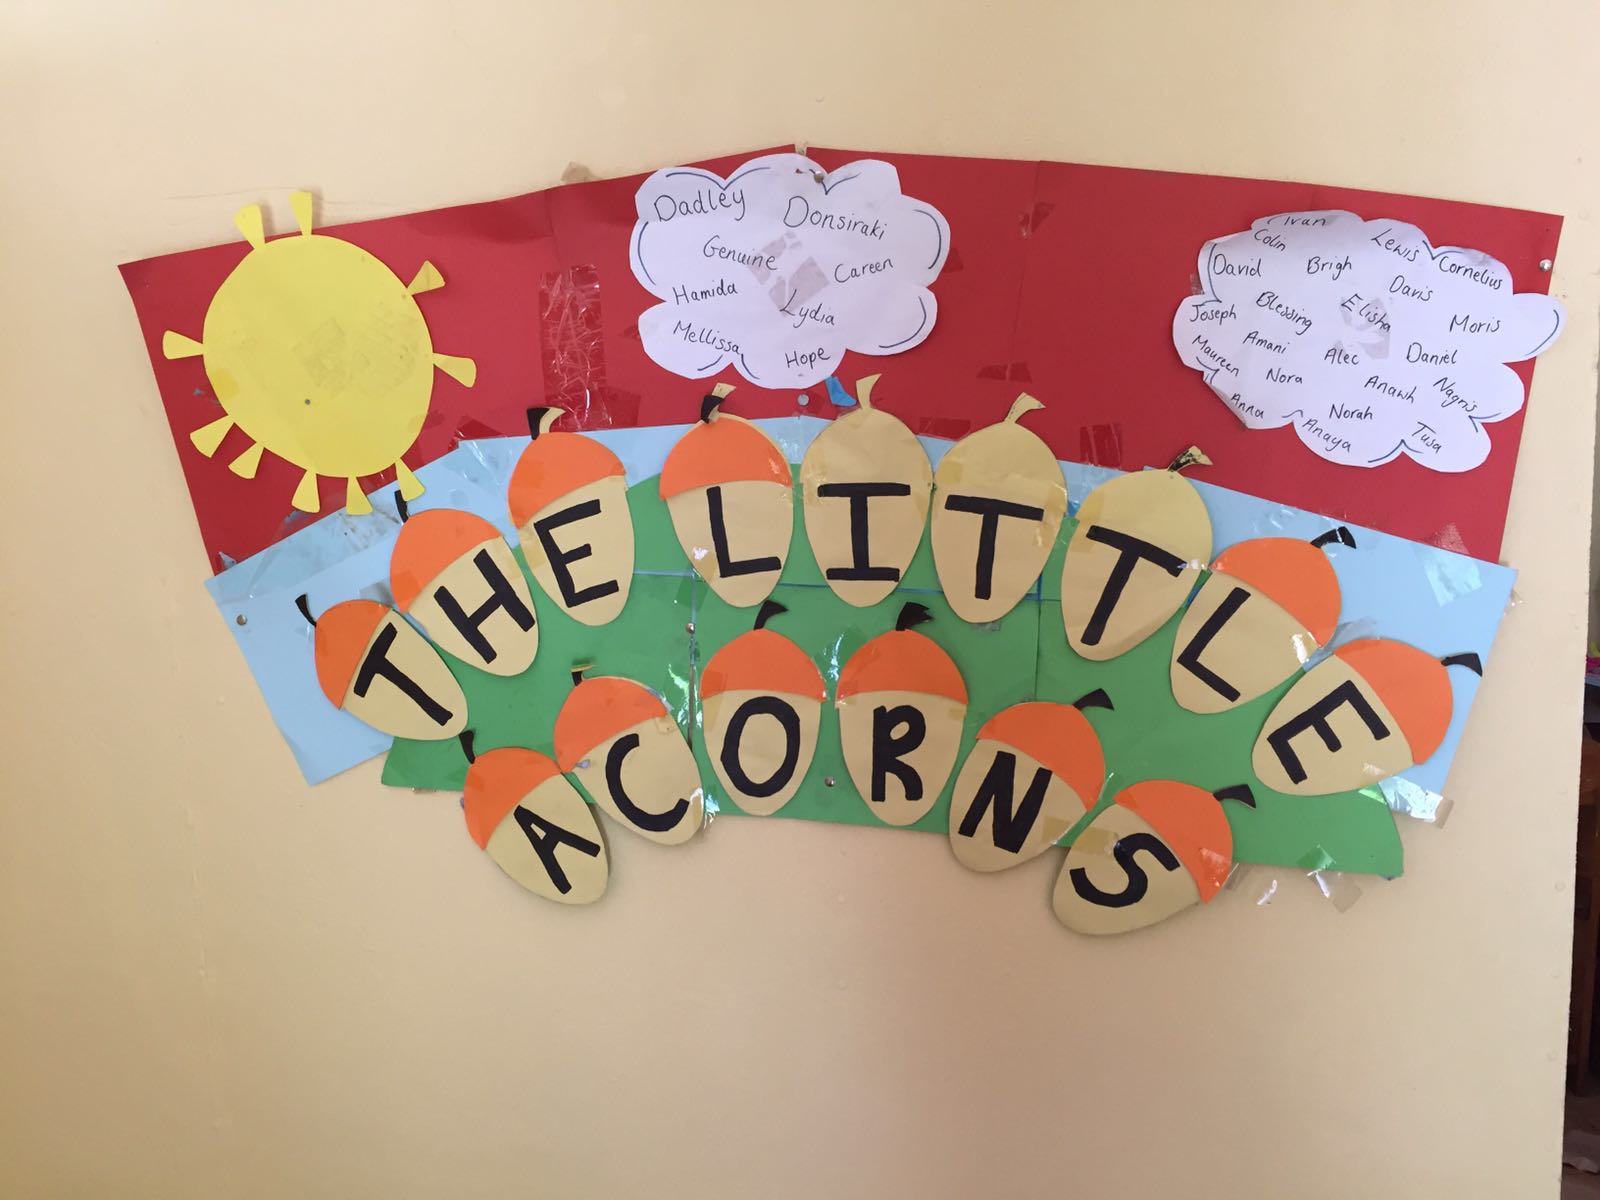 Dadley
Donsiraki
Genuine
Careen
Hamida
Lydia
Mellissa
Hope
Ivan
Lewis
Colin
Cornelius
David
Brigh
Davis
Joseph
Blessing
Elisha
Moris
Maureen
Amani
Alec
Daniel
Nora
Anawh
Nagris
Anna
Norah
Anaya
Tusa
THE LITTLE
ACORNS